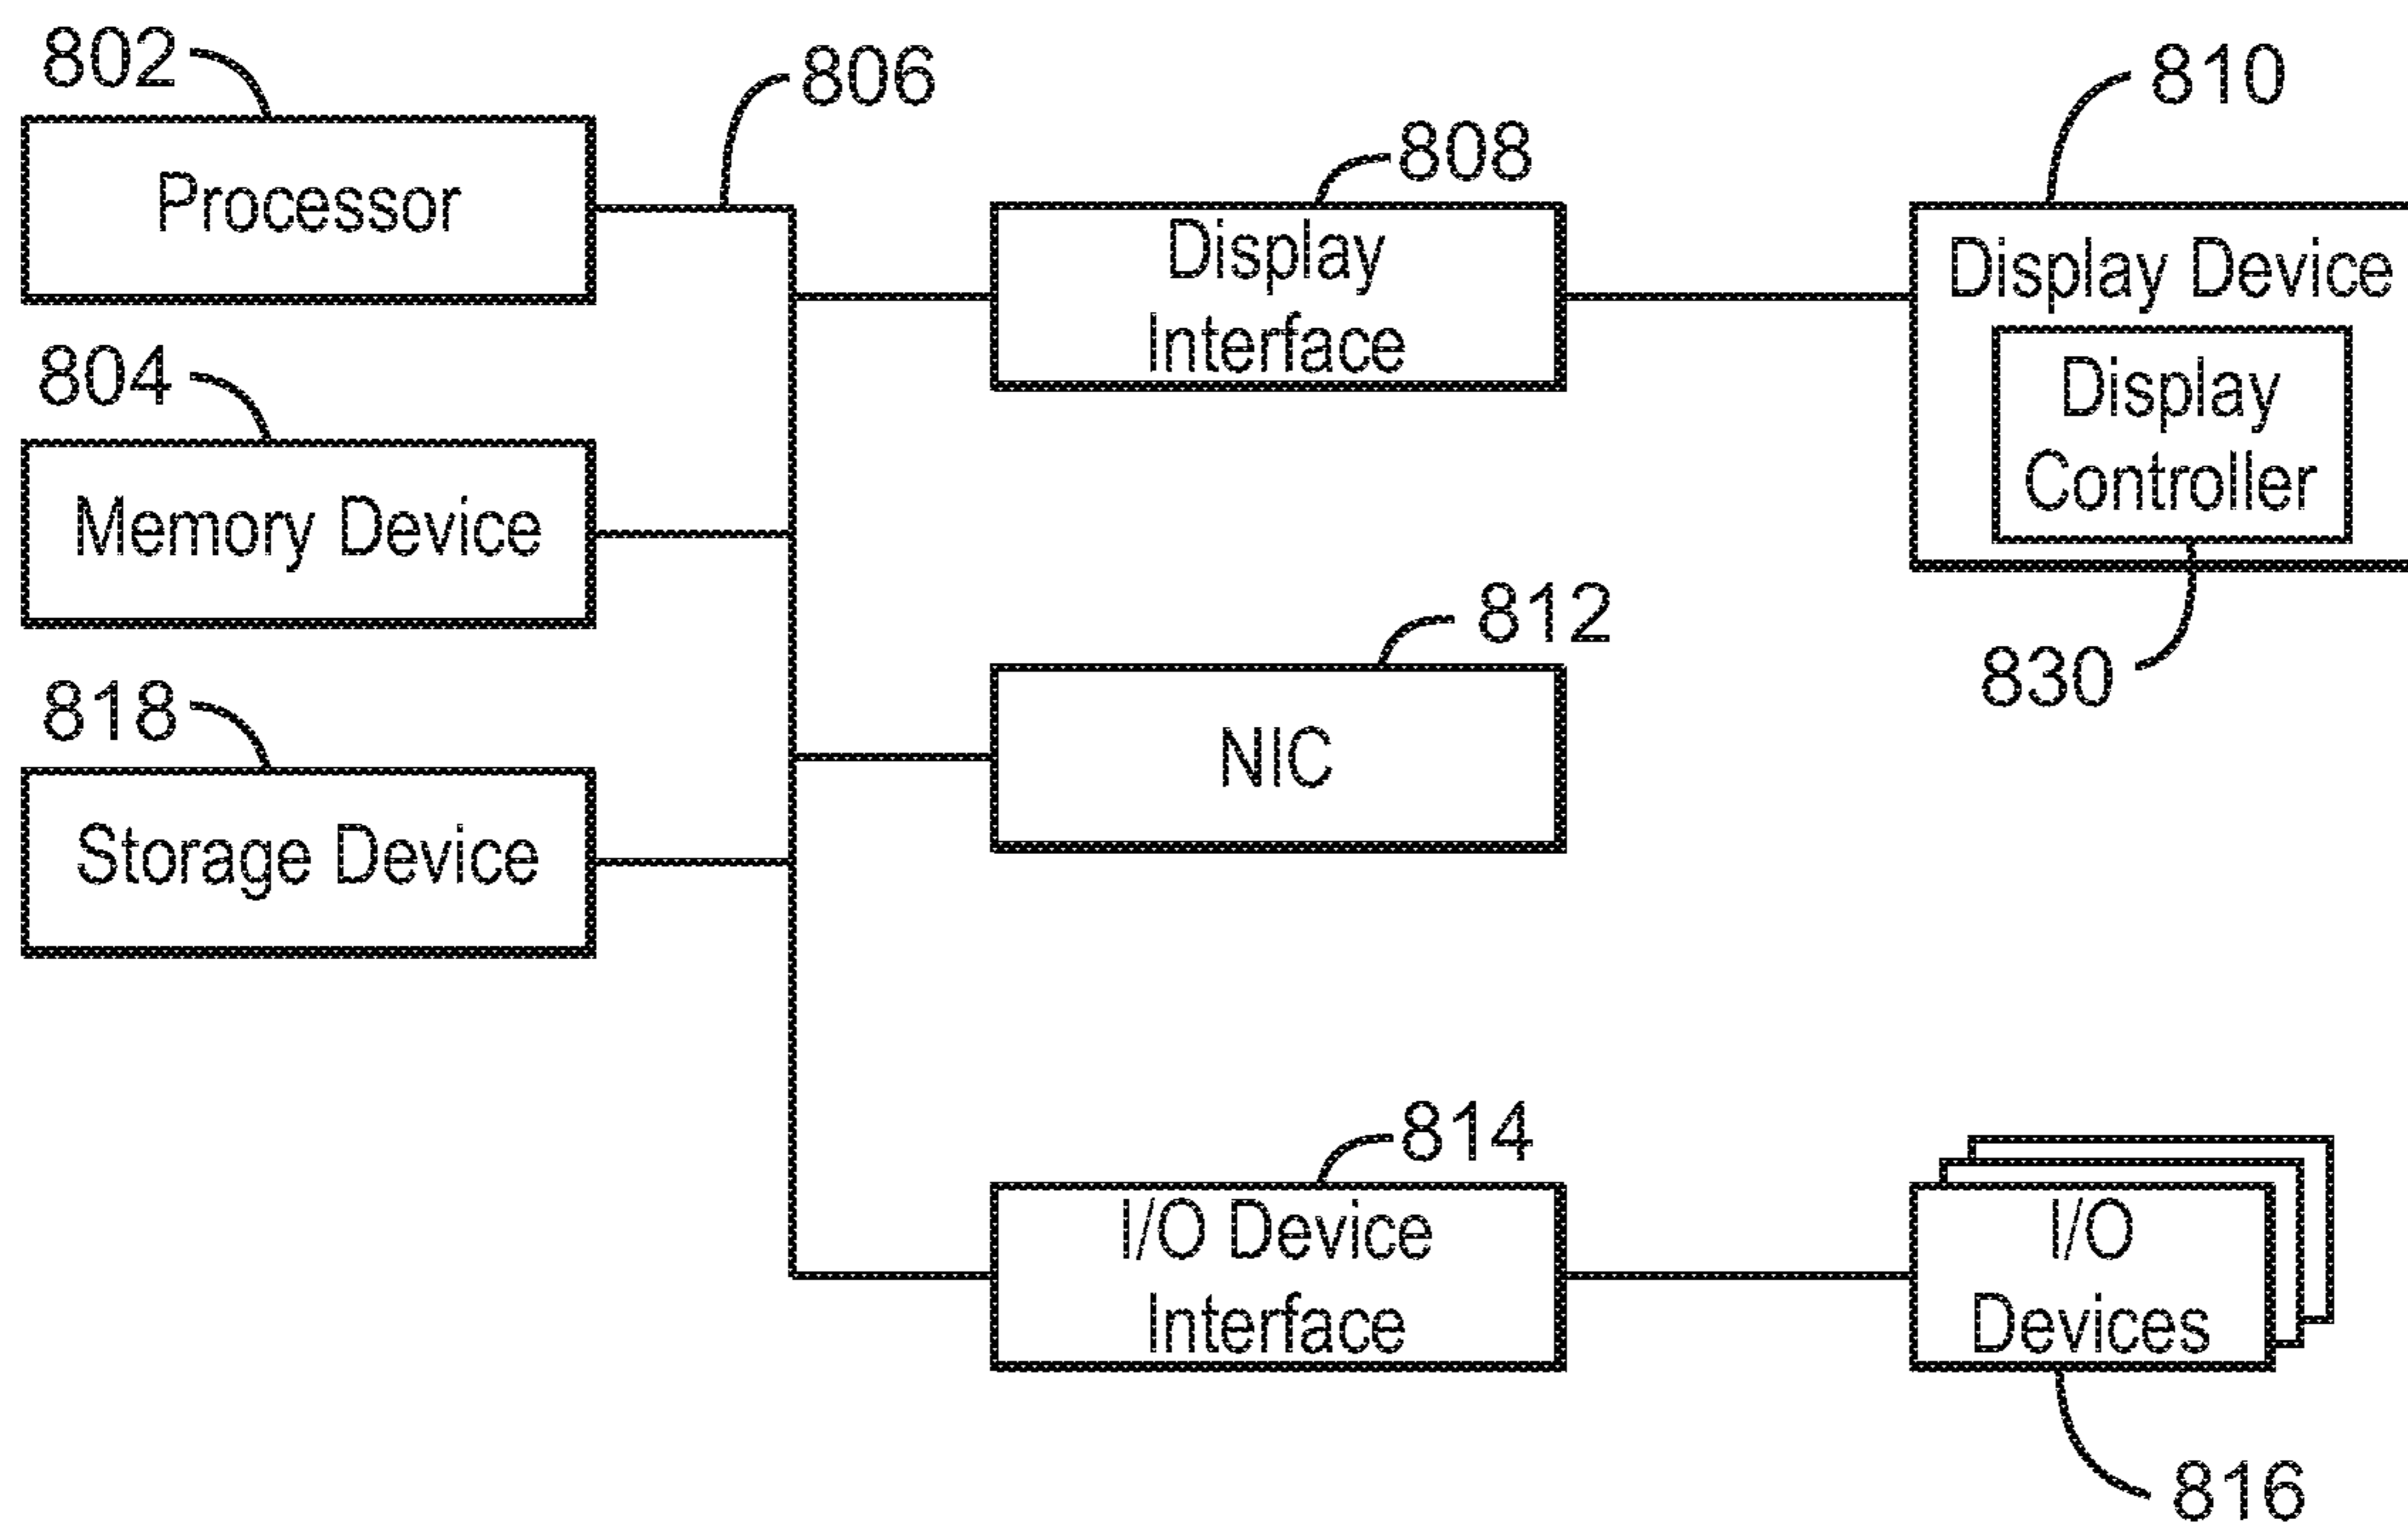 802
Processor
806
804
Memory Device
818
Storage Device
808
Display
Interface
810
Display Device
Display
Controller
830
812
NIC
814
I/O Device
Interface
I/O
Devices
816